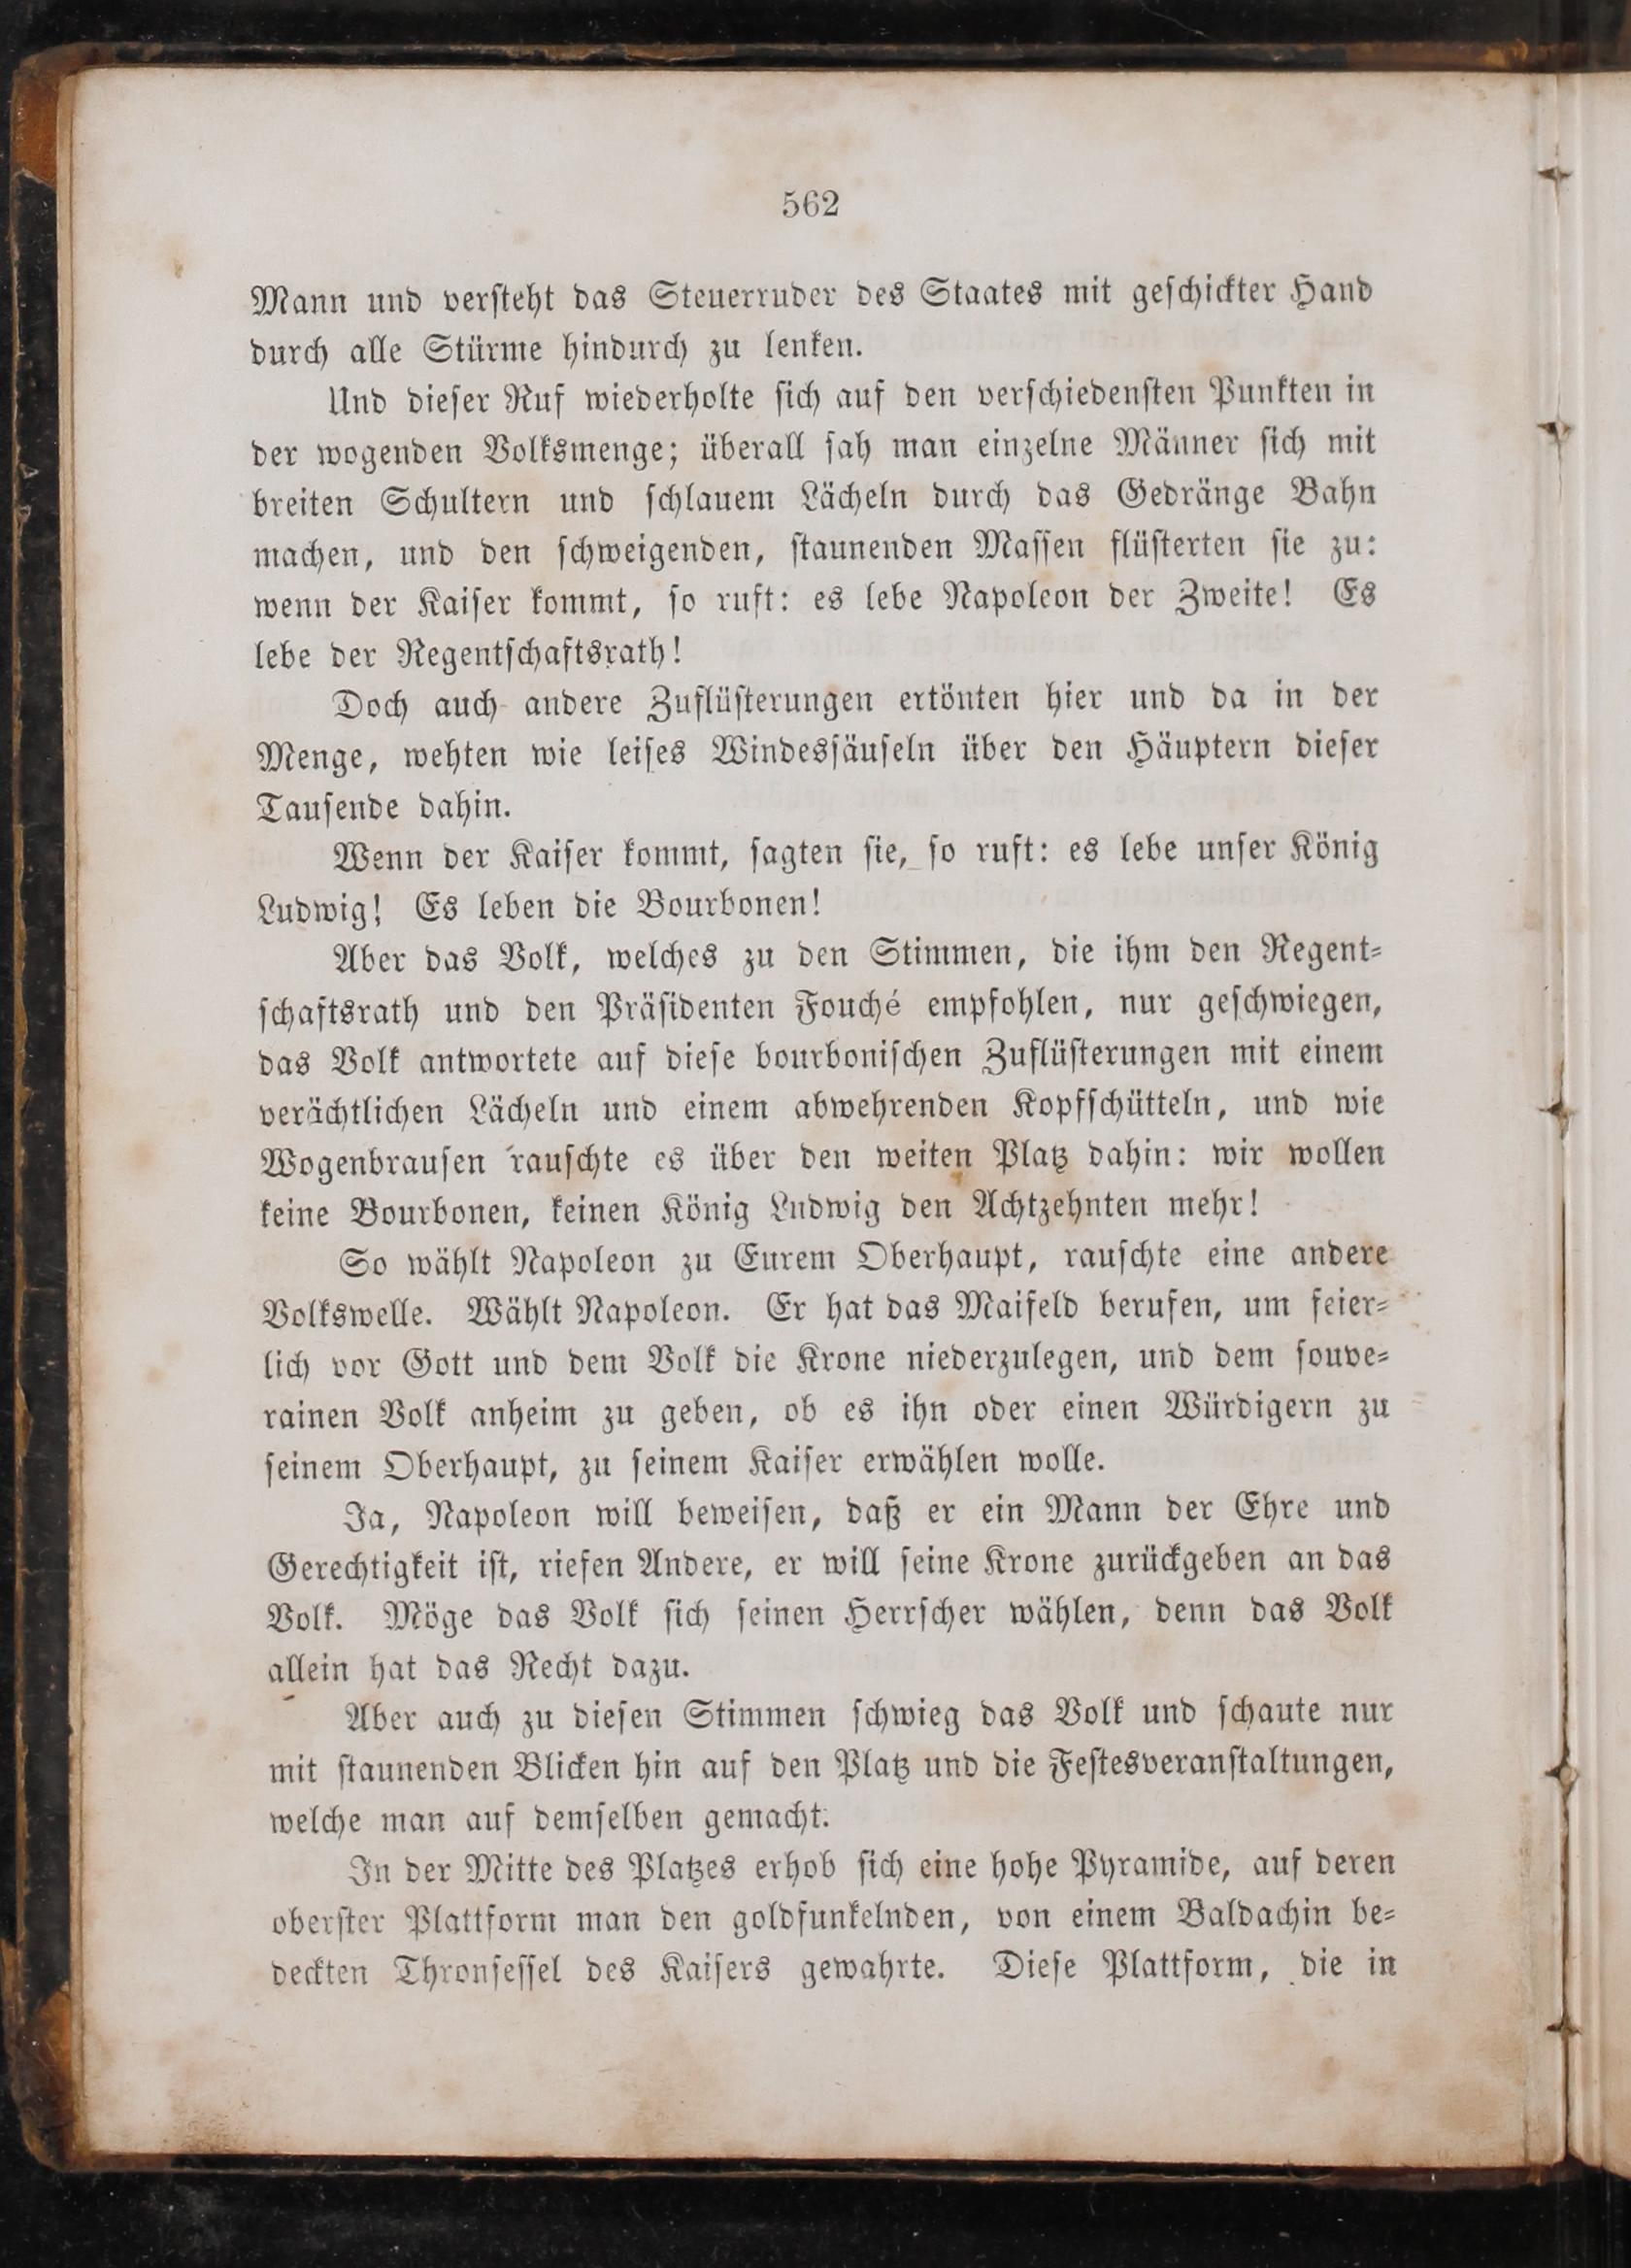 562
Mann und versteht das Steuerruder des Staates mit geschickter Hand
durch alle Stürme hindurch zu lenken.
Und dieser Ruf wiederholte sich auf den verschiedensten Punkten in
der wogenden Volksmenge; überall sah man einzelne Männer sich mit
breiten Schultern und schlauem Lächeln durch das Gedränge Bahn
machen, und den schweigenden, staunenden Massen flüsterten sie zu:
wenn der Kaiser kommt, so ruft: es lebe Napoleon der Zweite! Es
lebe der Regentschaftsrath!
Doch auch andere Zuflüsterungen ertönten hier und da in der
Menge, wehten wie leises Windessäuseln über den Häuptern dieser
Tausende dahin.
Wenn der Kaiser kommt, sagten sie, so ruft: es lebe unser König
Ludwig! Es leben die Bourbonen!
Aber das Volk, welches zu den Stimmen, die ihm den Regent-
schaftsrath und den Präsidenten Fouché empfohlen, nur geschwiegen,
das Volk antwortete auf diese bourbonischen Zuflüsterungen mit einem
verächtlichen Lächeln und einem abwehrenden Kopfschütteln, und wie
Wogenbrausen rauschte es über den weiten Platz dahin: wir wollen
keine Bourbonen, keinen König Ludwig den Achtzehnten mehr!
So wählt Napoleon zu Eurem Oberhaupt, rauschte eine andere
Volkswelle. Wählt Napoleon. Er hat das Maifeld berufen, um feier-
lich vor Gott und dem Volk die Krone niederzulegen, und dem souve-
rainen Volk anheim zu geben, ob es ihn oder einen Würdigern zu
seinem Oberhaupt, zu seinem Kaiser erwählen wolle.
Ja, Napoleon will beweisen, daß er ein Mann der Ehre und
Gerechtigkeit ist, riefen Andere, er will seine Krone zurückgeben an das
Volk. Möge das Volk sich seinen Herrscher wählen, denn das Volk
allein hat das Recht dazu.
Aber auch zu diesen Stimmen schwieg das Volk und schaute nur
mit staunenden Blicken hin auf den Platz und die Festesveranstaltungen,
welche man auf demselben gemacht.
In der Mitte des Platzes erhob sich eine hohe Pyramide, auf deren
oberster Plattform man den goldfunkelnden, von einem Baldachin be-
deckten Thronsessel des Kaisers gewahrte. Diese Plattform, die in